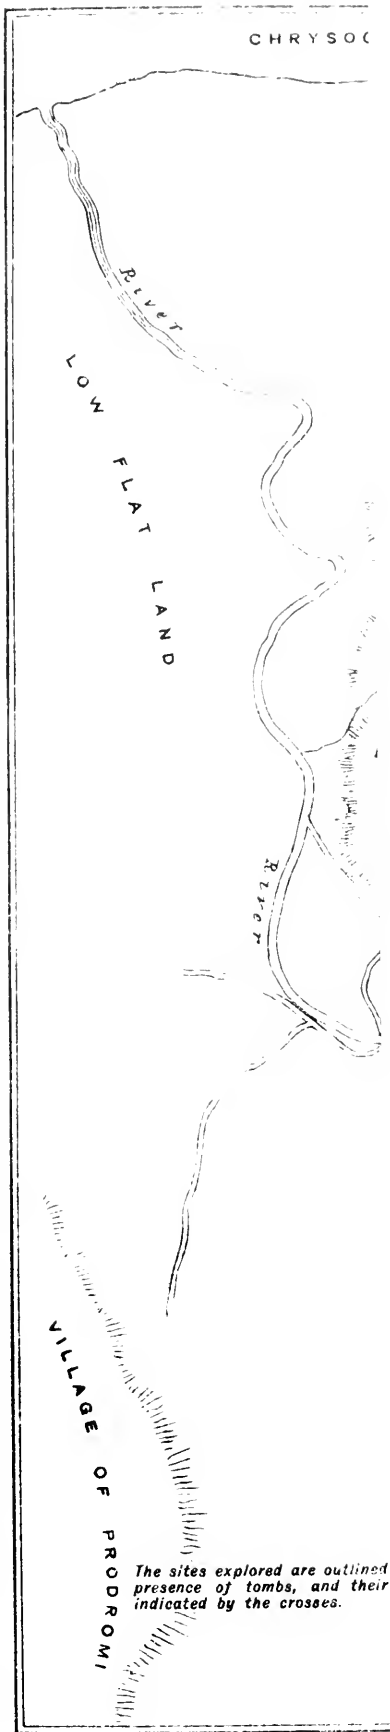 CHRYSOC
River
LOW FLAT LAND
River
VILLAGE OF PRODROMI
The sites explored are outlined
presence of tombs, and their
indicated by the crosses.